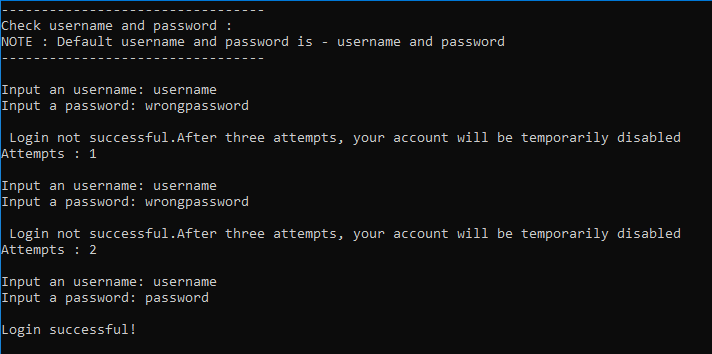 ---------------------------------
Check username and password :
NOTE : Default username and password is - username and password
---------------------------------
Input an username: username
Input a password: wrongpassword
Login not successful.After three attempts, your account will be temporarily disabled
Attempts : 1
Input an username: username
Input a password: wrongpassword
Login not successful.After three attempts, your account will be temporarily disabled
Attempts : 2
Input an username: username
Input a password: password
Login successful!